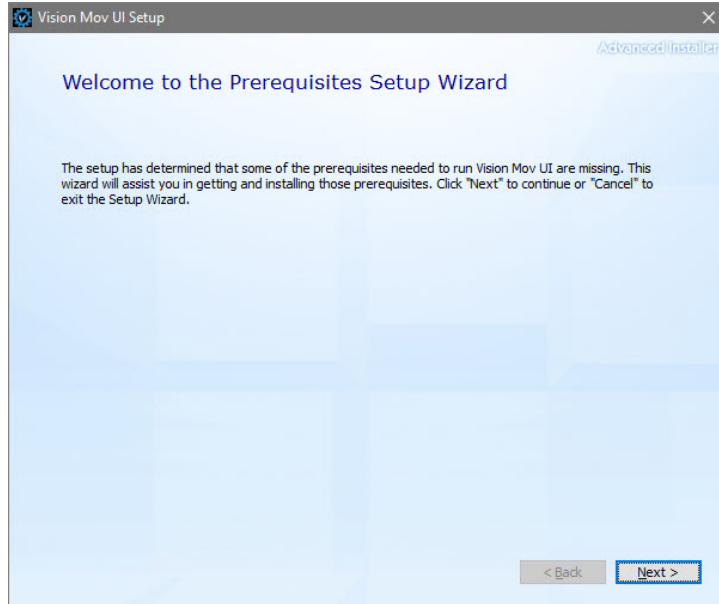 Vision Mov UI Setup
Advanced Installer
Welcome to the Prerequisites Setup Wizard
The setup has determined that some of the prerequisites needed to run Vision Mov UI are missing. This
wizard will assist you in getting and installing those prerequisites. Click "Next" to continue or "Cancel" to
exit the Setup Wizard.
< Back
Next >